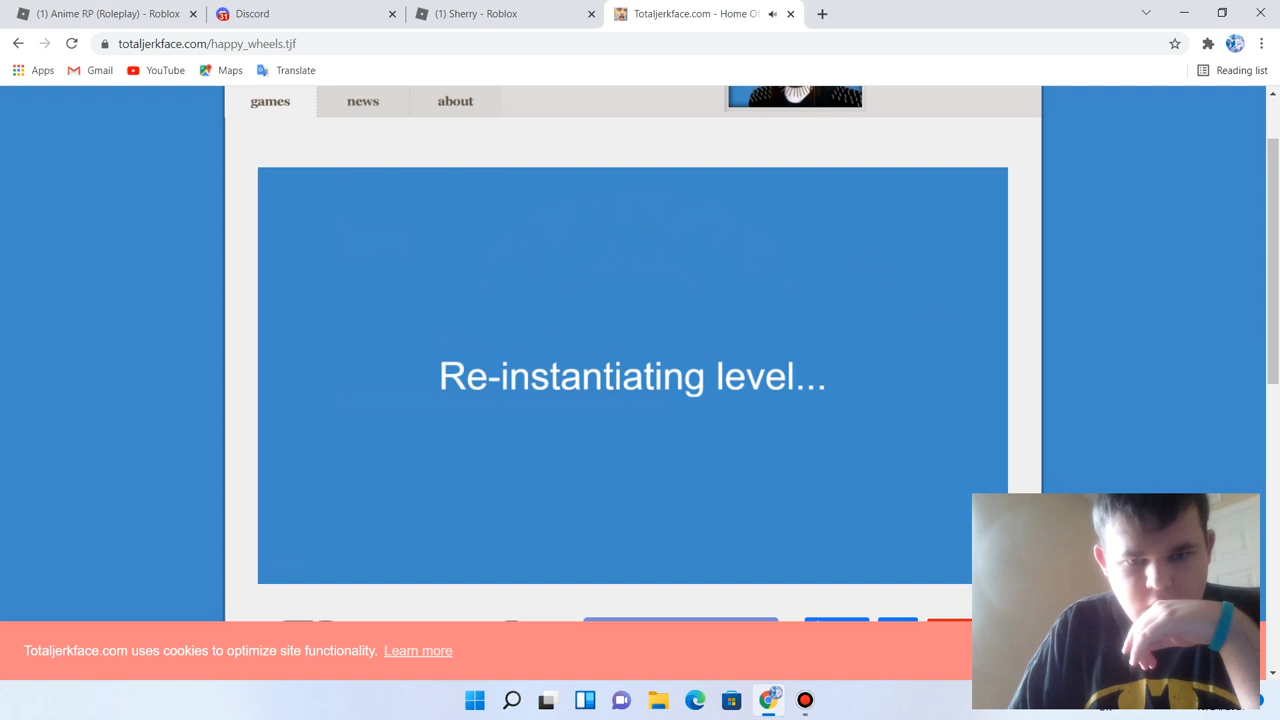 (1) Anime RP (Roleplay) - Roblox
31 Discord
(1) Sherry - Roblox
Totaljerkface.com - Home Of
totaljerkface.com/happy_wheels.tjf
Apps
Gmail
YouTube
Maps
Translate
Reading list
games
news
about
Re-instantiating level...
Totaljerkface.com uses cookies to optimize site functionality. Learn more